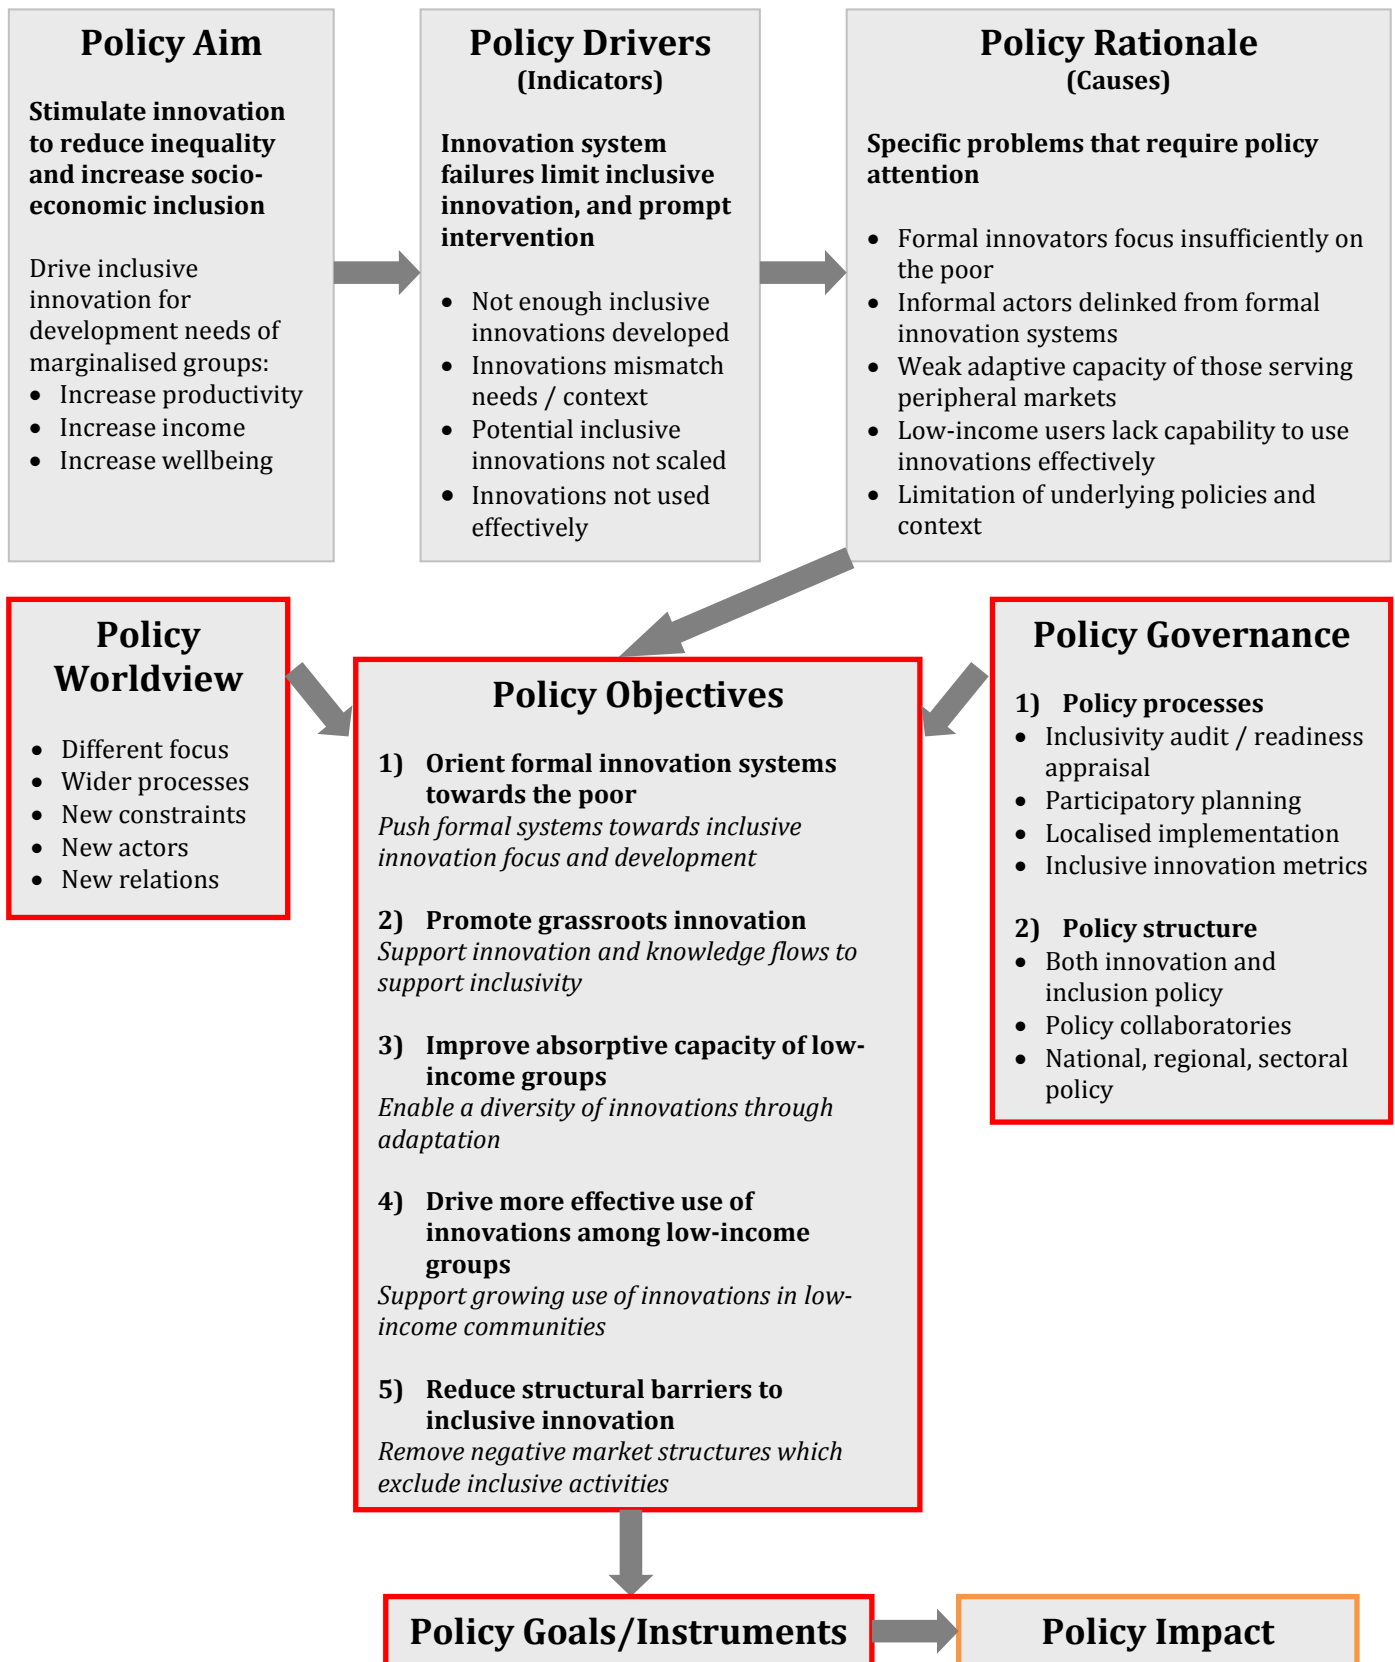 Policy Aim
Stimulate innovation
to reduce inequality
and increase socio-
economic inclusion
Drive inclusive
innovation for
development needs of
marginalised groups:
• Increase productivity
• Increase income
• Increase wellbeing
Policy Drivers
(Indicators)
Innovation system
failures limit inclusive
innovation, and prompt
intervention
• Not enough inclusive
innovations developed
• Innovations mismatch
needs / context
• Potential inclusive
innovations not scaled
• Innovations not used
effectively
Policy Rationale
(Causes)
Specific problems that require policy
attention
• Formal innovators focus insufficiently on
the poor
• Informal actors delinked from formal
innovation systems
• Weak adaptive capacity of those serving
peripheral markets
• Low-income users lack capability to use
innovations effectively
• Limitation of underlying policies and
context
Policy
Worldview
• Different focus
• Wider processes
• New constraints
• New actors
• New relations
Policy Objectives
1) Orient formal innovation systems
towards the poor
Push formal systems towards inclusive
innovation focus and development
2) Promote grassroots innovation
Support innovation and knowledge flows to
support inclusivity
3) Improve absorptive capacity of low-
income groups
Enable a diversity of innovations through
adaptation
4) Drive more effective use of
innovations among low-income
groups
Support growing use of innovations in low-
income communities
5) Reduce structural barriers to
inclusive innovation
Remove negative market structures which
exclude inclusive activities
Policy Governance
1) Policy processes
• Inclusivity audit / readiness
appraisal
• Participatory planning
• Localised implementation
• Inclusive innovation metrics
2) Policy structure
• Both innovation and
inclusion policy
• Policy collaboratories
• National, regional, sectoral
policy
Policy Goals/Instruments
Policy Impact